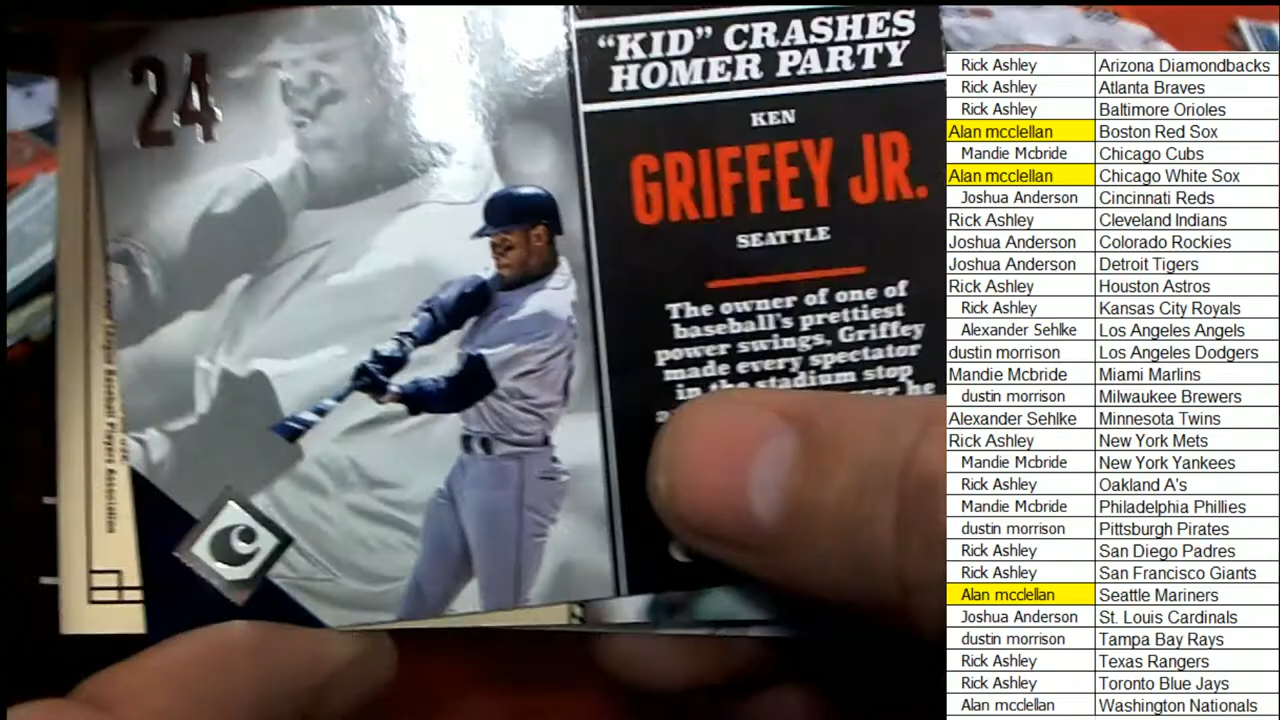 24
"KID" CRASHES
HOMER PARTY
KEN
GRIFFEY JR.
SEATTLE
The owner of one of
baseball's prettiest
power swings, Griffey
made every spectator
in the stadium stop
he
C
League Baseball Players Association
Rick Ashley Arizona Diamondbacks
Rick Ashley Atlanta Braves
Rick Ashley Baltimore Orioles
Alan mcclellan Boston Red Sox
Mandie Mcbride Chicago Cubs
Alan mcclellan Chicago White Sox
Joshua Anderson Cincinnati Reds
Rick Ashley Cleveland Indians
Joshua Anderson Colorado Rockies
Joshua Anderson Detroit Tigers
Rick Ashley Houston Astros
Rick Ashley Kansas City Royals
Alexander Sehlke Los Angeles Angels
dustin morrison Los Angeles Dodgers
Mandie Mcbride Miami Marlins
dustin morrison Milwaukee Brewers
Alexander Sehlke Minnesota Twins
Rick Ashley New York Mets
Mandie Mcbride New York Yankees
Rick Ashley Oakland A's
Mandie Mcbride Philadelphia Phillies
dustin morrison Pittsburgh Pirates
Rick Ashley San Diego Padres
Rick Ashley San Francisco Giants
Alan mcclellan Seattle Mariners
Joshua Anderson St. Louis Cardinals
dustin morrison Tampa Bay Rays
Rick Ashley Texas Rangers
Rick Ashley Toronto Blue Jays
Alan mcclellan Washington Nationals